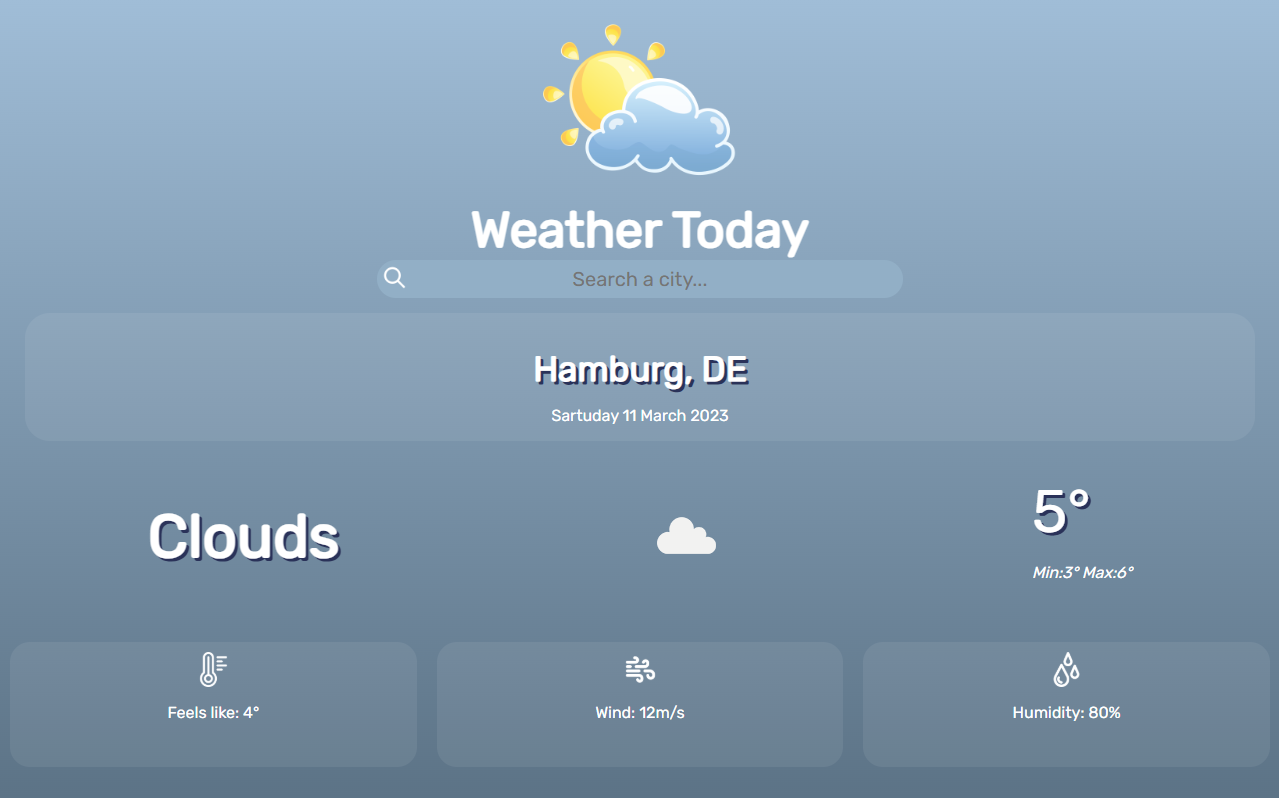 Weather Today
Search a city...
Hamburg, DE
Sartuday 11 March 2023
Clouds
5°
Min:3° Max:6°
Feels like: 4°
Wind: 12m/s
Humidity: 80%